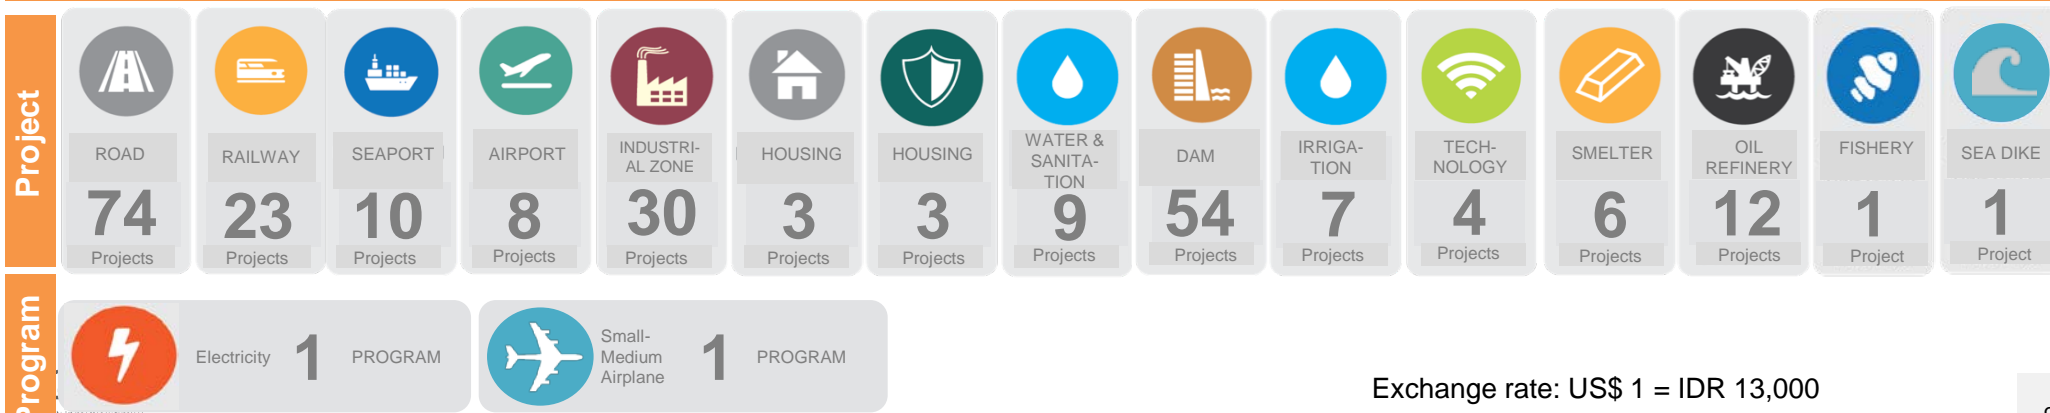 Project
ROAD
74
Projects
RAILWAY
23
Projects
SEAPORT
10
Projects
AIRPORT
8
Projects
INDUSTRI-
AL ZONE
30
Projects
HOUSING
3
Projects
HOUSING
3
Projects
WATER &
SANITA-
TION
9
Projects
DAM
54
Projects
IRRIGA-
TION
7
Projects
TECH-
NOLOGY
4
Projects
SMELTER
6
Projects
OIL
REFINERY
12
Projects
FISHERY
1
Project
SEA DIKE
1
Project
Program
Electricity 1 PROGRAM
Small-
Medium
Airplane
1 PROGRAM
Exchange rate: US$ 1 = IDR 13,000